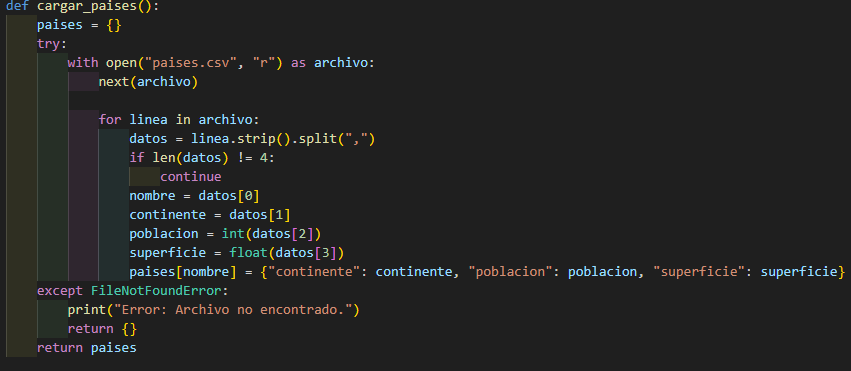 def cargar_paises():
    paises = {}
    try:
        with open("paises.csv", "r") as archivo:
            next(archivo)

            for linea in archivo:
                datos = linea.strip().split(",")
                if len(datos) != 4:
                    continue
                nombre = datos[0]
                continente = datos[1]
                poblacion = int(datos[2])
                superficie = float(datos[3])
                paises[nombre] = {"continente": continente, "poblacion": poblacion, "superficie": superficie}
    except FileNotFoundError:
        print("Error: Archivo no encontrado.")
        return {}
    return paises